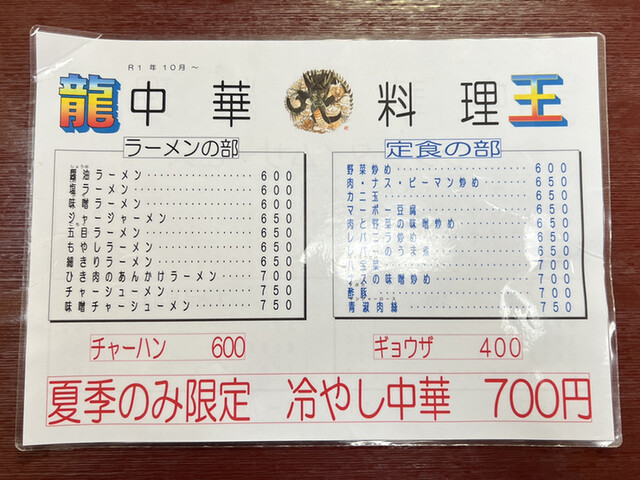 R1年10月～
龍 中 華 料 理 王
ラーメンの部
醤油ラーメン 600
塩ラーメン 600
味噌ラーメン 600
ジャージャーメン 650
五目ラーメン 650
もやしラーメン 650
細きりラーメン 650
ひき肉のあんかけラーメン 700
チャーシューメン 750
味噌チャーシューメン 750
定食の部
野菜炒め 600
肉・ナス・ピーマン炒め 650
カニ玉 650
マーボー豆腐 650
肉と野菜の味噌炒め 650
650
650
700
の味噌炒め 700
酢豚 700
青淑肉絲 750
チャーハン 600
ギョウザ 400
夏季のみ限定 冷やし中華 700円